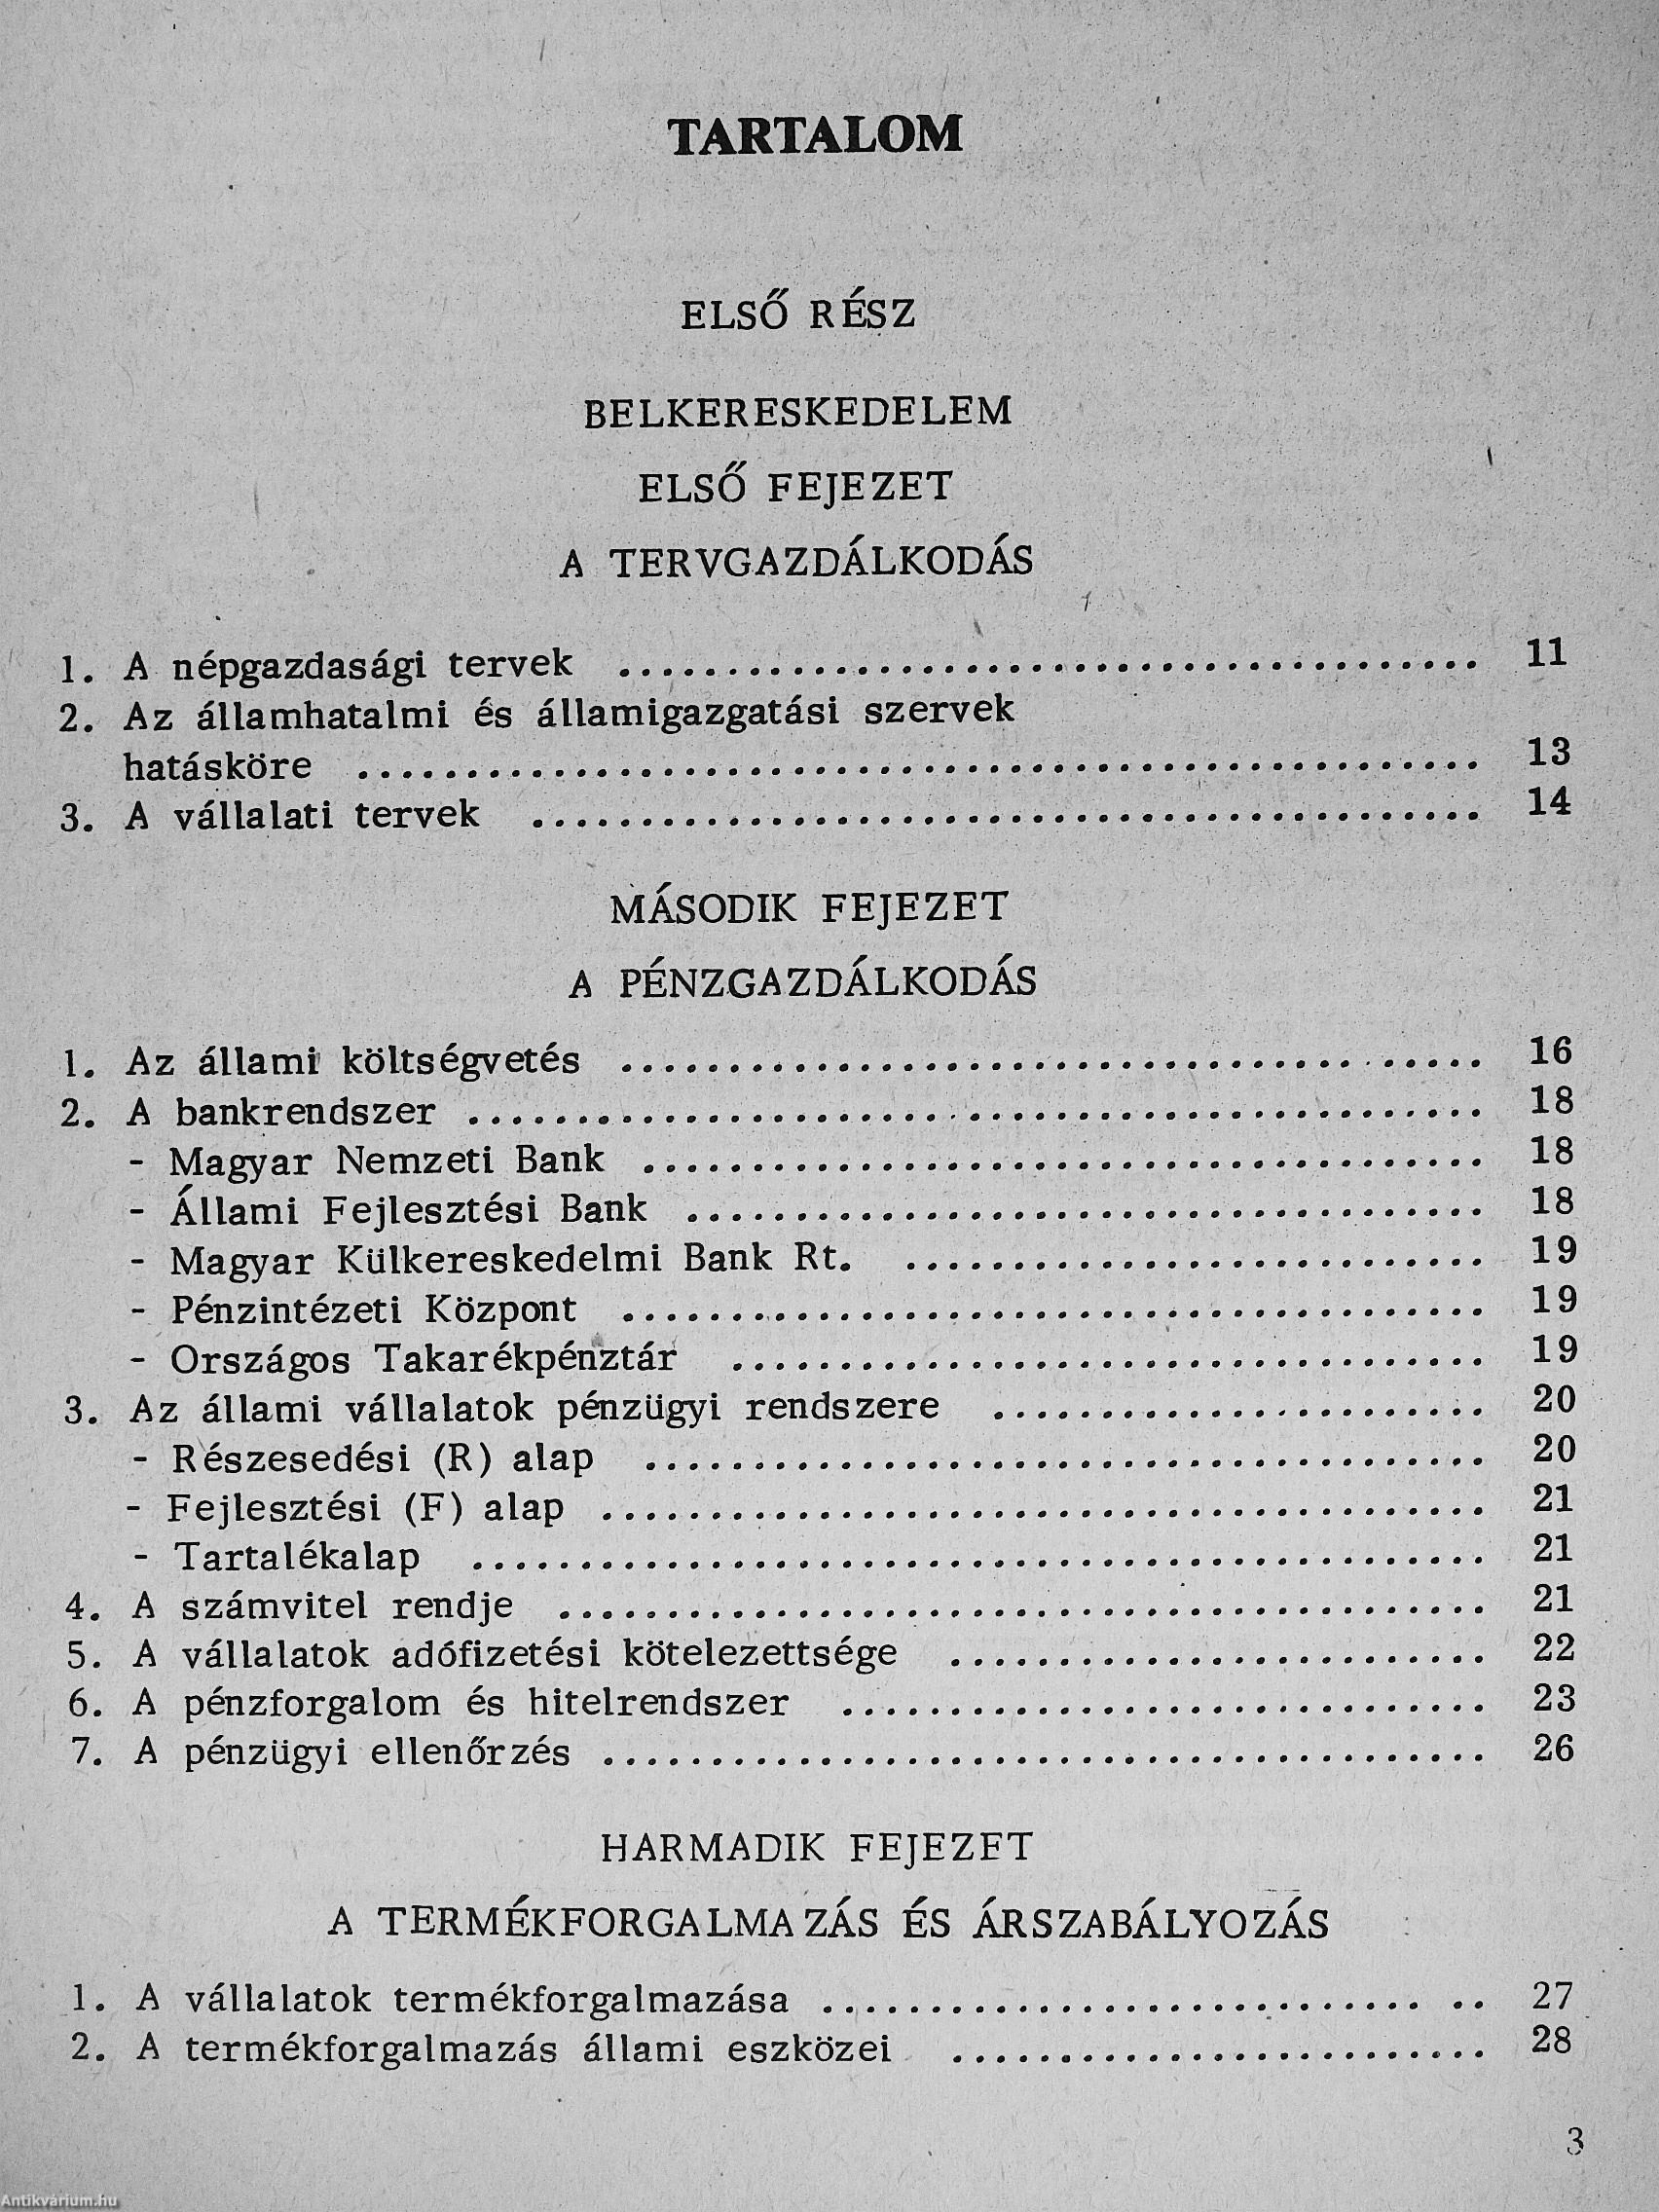 TARTALOM
ELSŐ RÉSZ
BELKERESKEDELEM
ELSŐ FEJEZET
A TERVGAZDÁLKODÁS
1. A népgazdasági tervek ........................................ 11
2. Az államhatalmi és államigazgatási szervek
hatásköre ........................................ 13
3. A vállalati tervek ........................................ 14
MÁSODIK FEJEZET
A PÉNZGAZDÁLKODÁS
1. Az állami költségvetés ........................................ 16
2. A bankrendszer ........................................ 18
- Magyar Nemzeti Bank ........................................ 18
- Állami Fejlesztési Bank ........................................ 18
- Magyar Külkereskedelmi Bank Rt. ........................... 19
- Pénzintézeti Központ ........................................ 19
- Országos Takarékpénztár ................................... 19
3. Az állami vállalatok pénzügyi rendszere ....................... 20
- Részesedési (R) alap ........................................ 20
- Fejlesztési (F) alap ........................................ 21
- Tartalékalap ........................................ 21
4. A számvitel rendje ........................................ 21
5. A vállalatok adófizetési kötelezettsége ......................... 22
6. A pénzforgalom és hitelrendszer .............................. 23
7. A pénzügyi ellenőrzés ........................................ 26
HARMADIK FEJEZET
A TERMÉKFORGALMAZÁS ÉS ÁRSZABÁLYOZÁS
1. A vállalatok termékforgalmazása .............................. 27
2. A termékforgalmazás állami eszközei ......................... 28
3
Antikvarium.hu